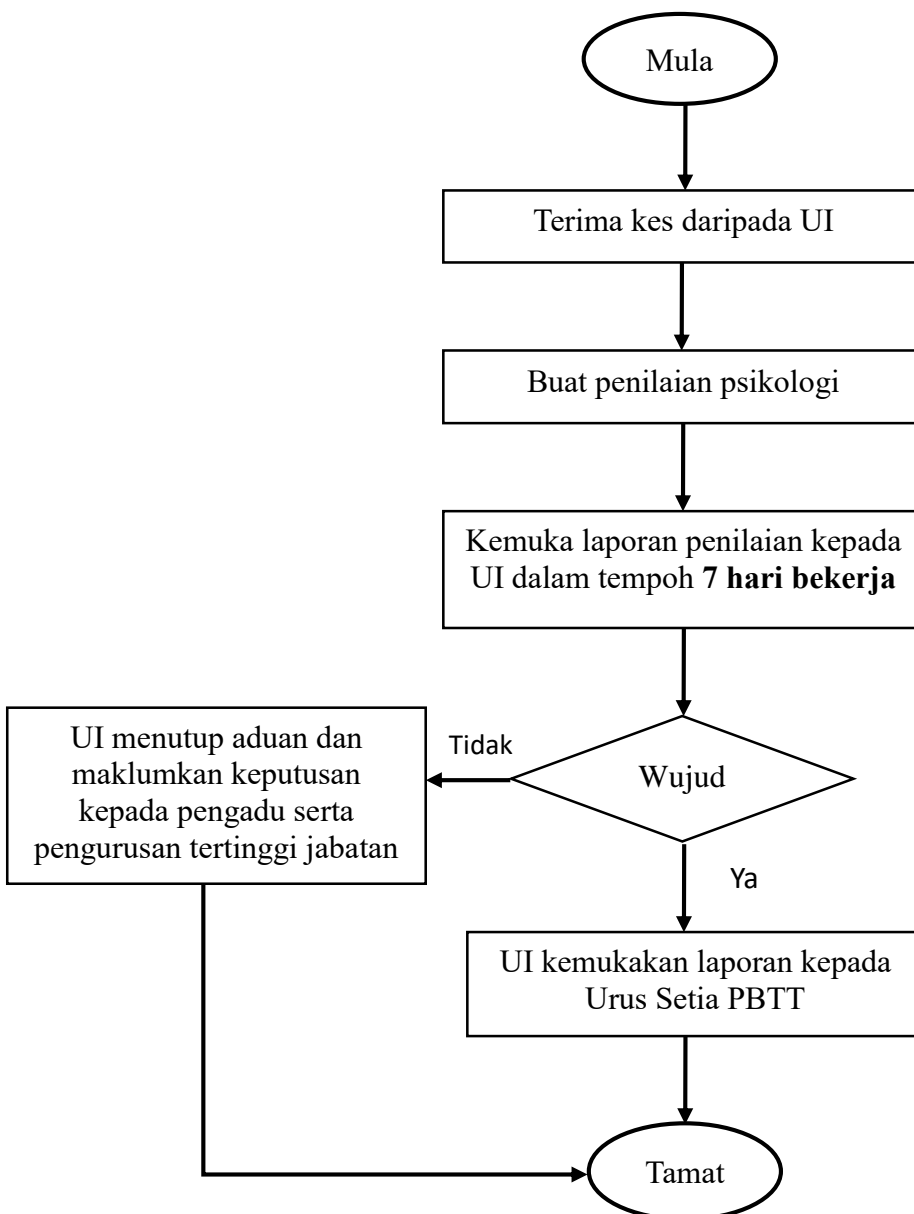 Mula
Terima kes daripada UI
Buat penilaian psikologi
Kemuka laporan penilaian kepada
UI dalam tempoh 7 hari bekerja
Wujud
Tidak
UI menutup aduan dan
maklumkan keputusan
kepada pengadu serta
pengurusan tertinggi jabatan
Ya
UI kemukakan laporan kepada
Urus Setia PBTT
Tamat